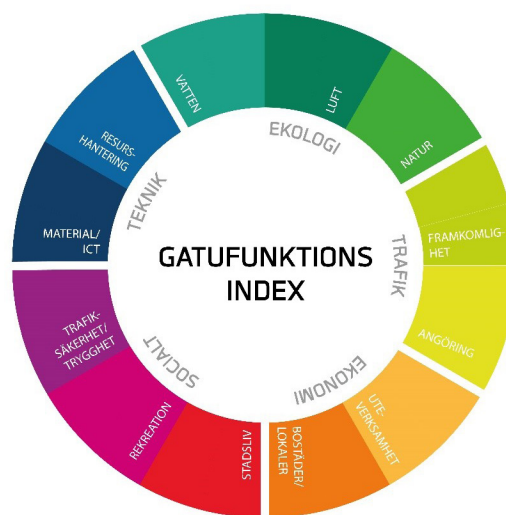 GATUFUNKTIONS
INDEX
EKOLOGI
VATTEN
LUFT
NATUR
TRAFIK
FRAMKOMLIG-
HET
ANGÖRING
EKONOMI
UTE-
VERKSAMHET
BOSTÄDER/
LOKALER
SOCIALT
STADSLIV
REKREATION
TRAFIK-
SÄKERHET/
TRYGGHET
TEKNIK
MATERIAL/
ICT
RESURS-
HANTERING